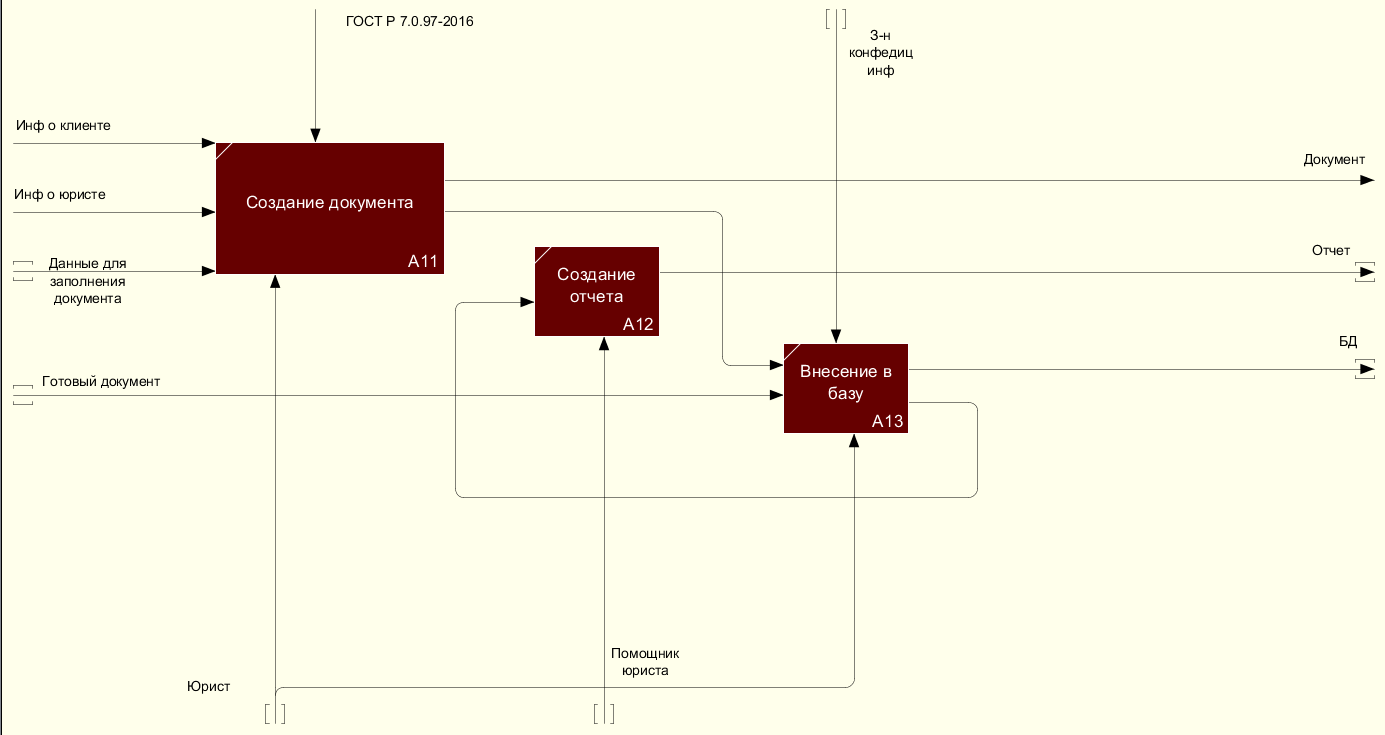 ГОСТ Р 7.0.97-2016
З-н
конфедиц
инф
Инф о клиенте
Документ
Инф о юристе
Создание документа
A11
Отчет
Данные для
заполнения
документа
Создание
отчета
A12
БД
Готовый документ
Внесение в
базу
A13
Помощник
юриста
Юрист